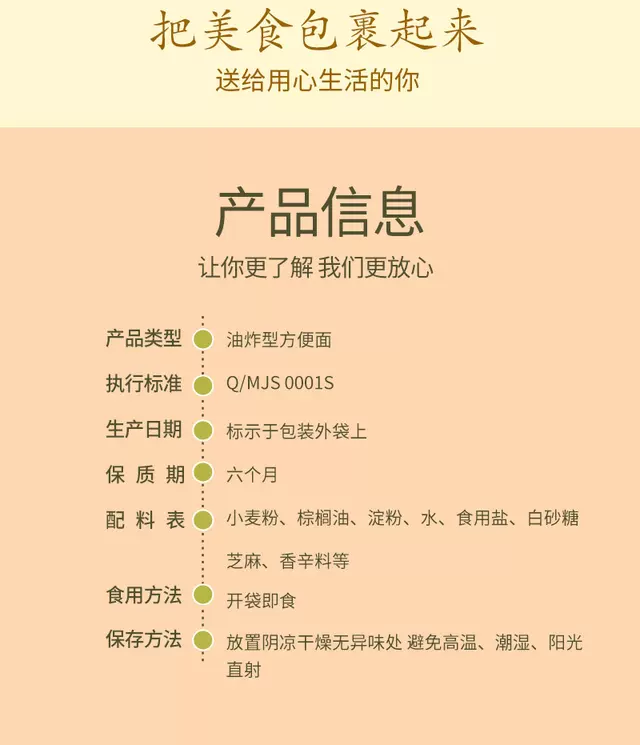 把美食包裹起来
送给用心生活的你
产品信息
让你更了解 我们更放心
产品类型 油炸型方便面
执行标准 Q/MJS 0001S
生产日期 标示于包装外袋上
保 质 期 六个月
配 料 表 小麦粉、棕榈油、淀粉、水、食用盐、白砂糖
芝麻、香辛料等
食用方法 开袋即食
保存方法 放置阴凉干燥无异味处 避免高温、潮湿、阳光
直射